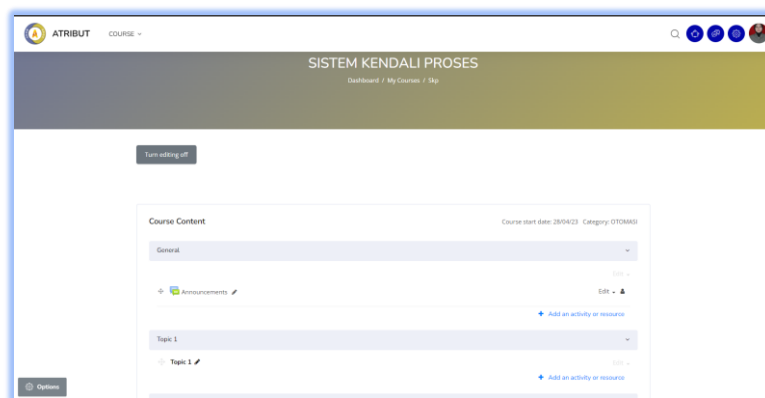 ATRIBUT COURSE
SISTEM KENDALI PROSES
Dashboard / My Courses / Skp
Turn editing off
Course Content Course start date: 28/04/23 Category: OTOMASI
General
Edit
Announcements Edit
+ Add an activity or resource
Topic 1
Topic 1 Edit
+ Add an activity or resource
Options